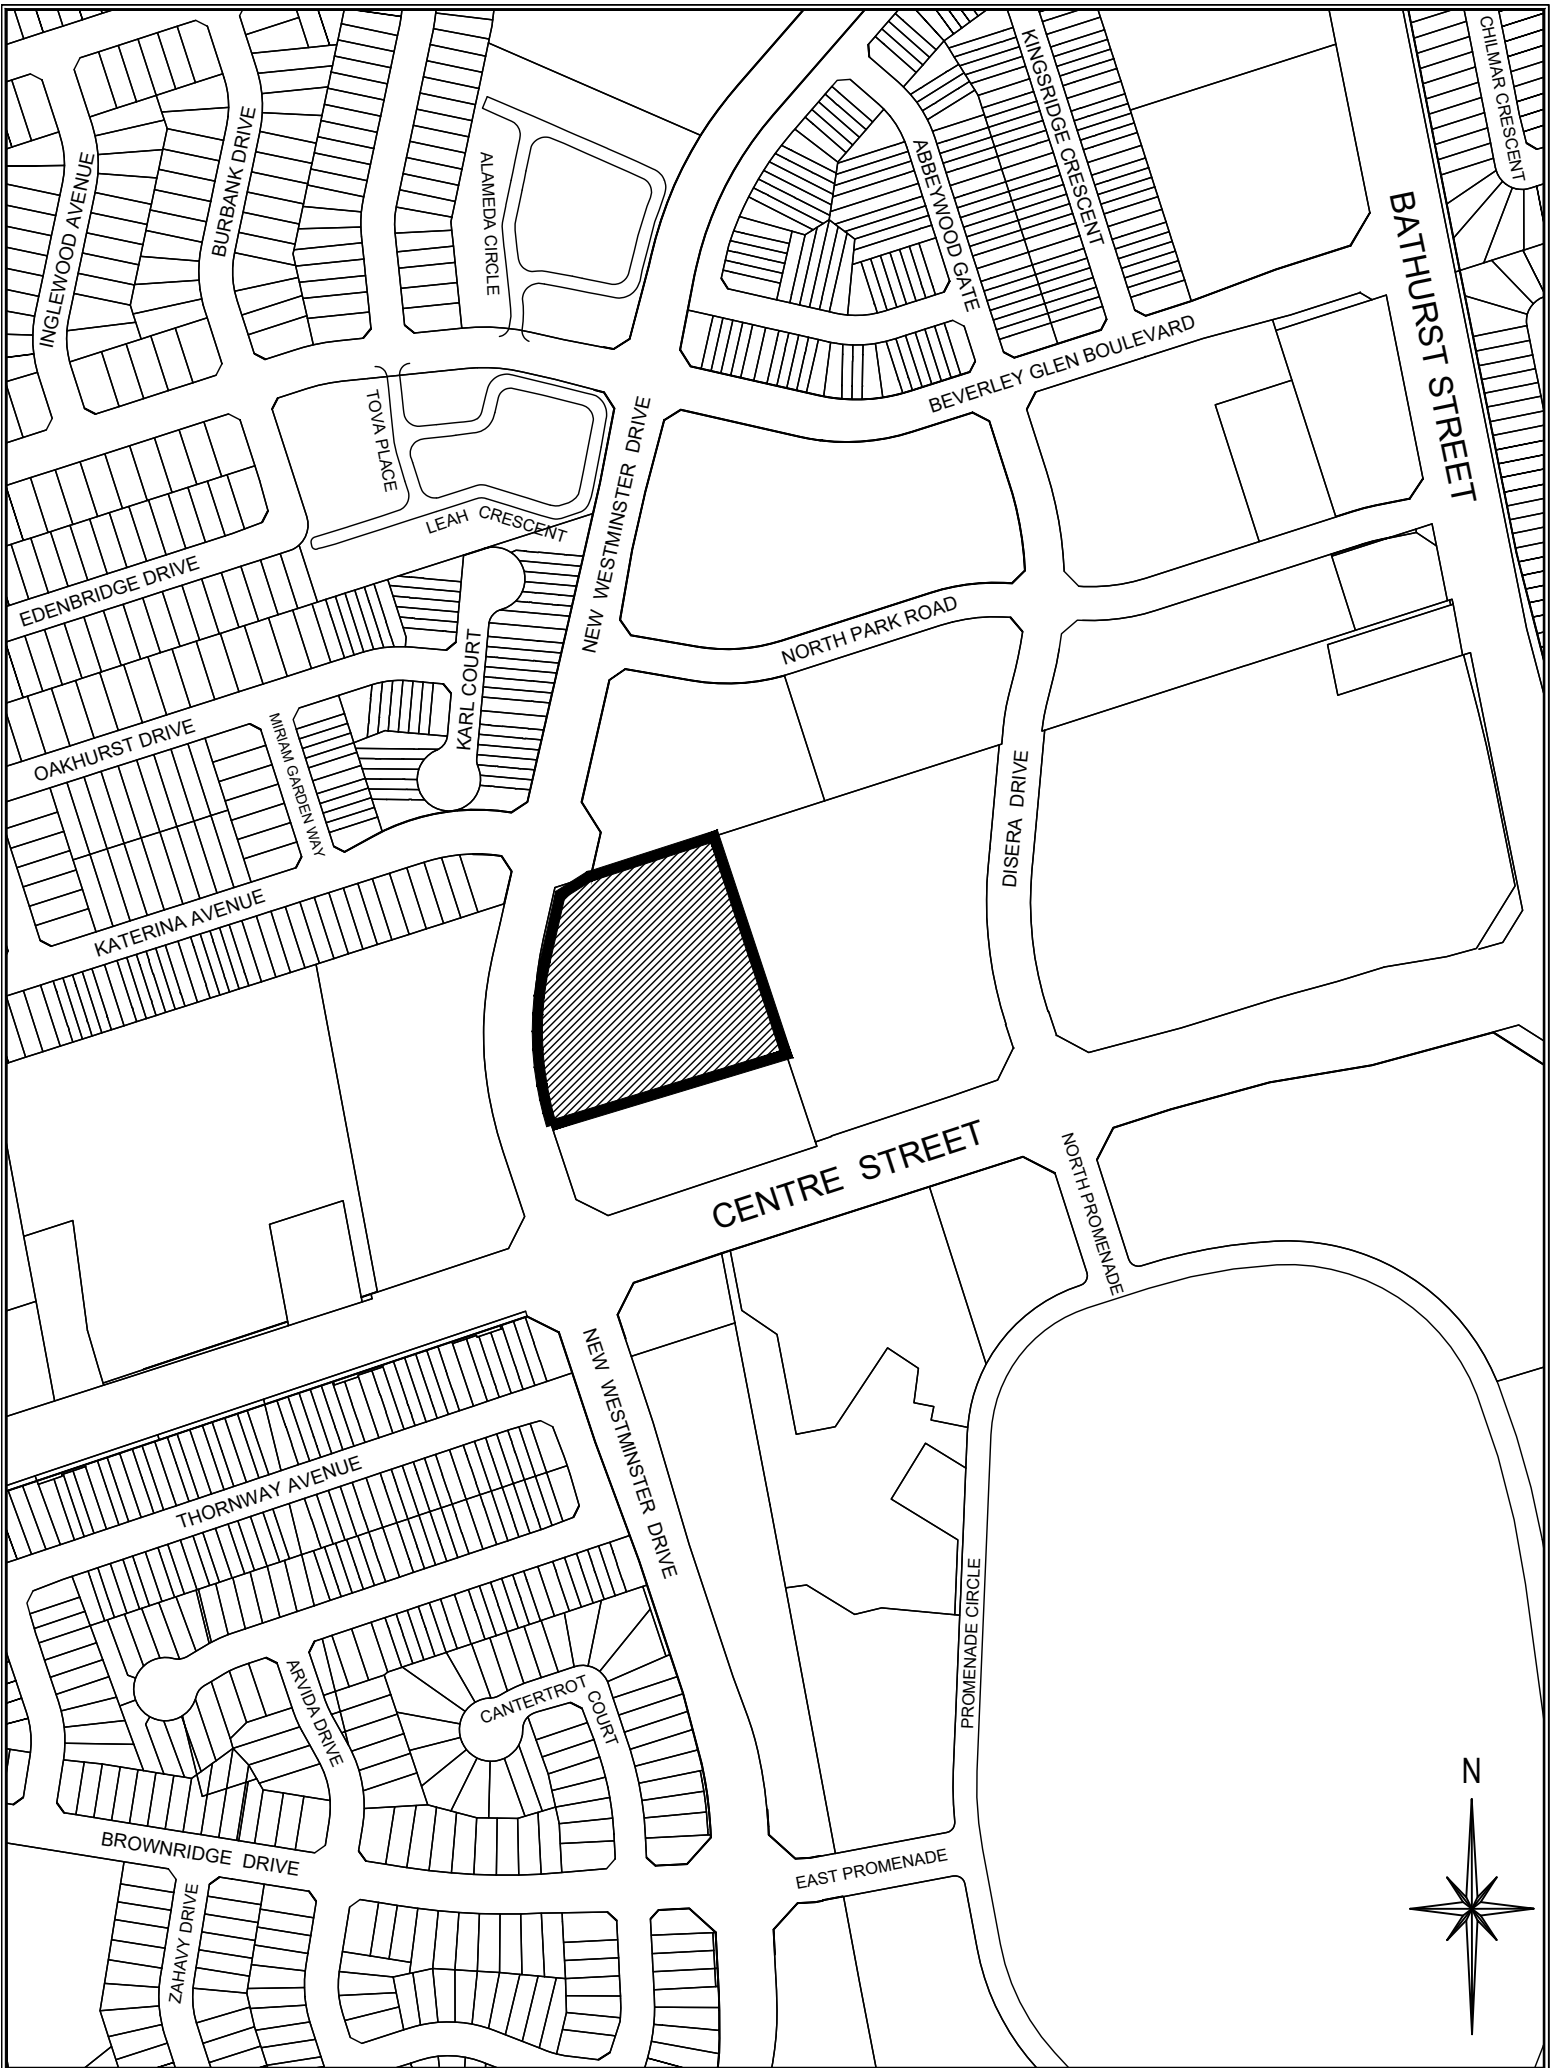 CHILMAR CRESCENT
KINGSRIDGE CRESCENT
BURBANK DRIVE
ALAMEDA CIRCLE
ABBEYWOOD GATE
INGLEWOOD AVENUE
BATHURST STREET
BEVERLEY GLEN BOULEVARD
TOVA PLACE
NEW WESTMINSTER DRIVE
LEAH CRESCENT
EDENBRIDGE DRIVE
NORTH PARK ROAD
KARL COURT
OAKHURST DRIVE
MIRIAM GARDEN WAY
DISERA DRIVE
KATERINA AVENUE
CENTRE STREET
NORTH PROMENADE
NEW WESTMINSTER DRIVE
THORNWAY AVENUE
PROMENADE CIRCLE
ARVIDA DRIVE
CANTERTROT
COURT
N
BROWNRIDGE DRIVE
EAST PROMENADE
ZAHAVY DRIVE